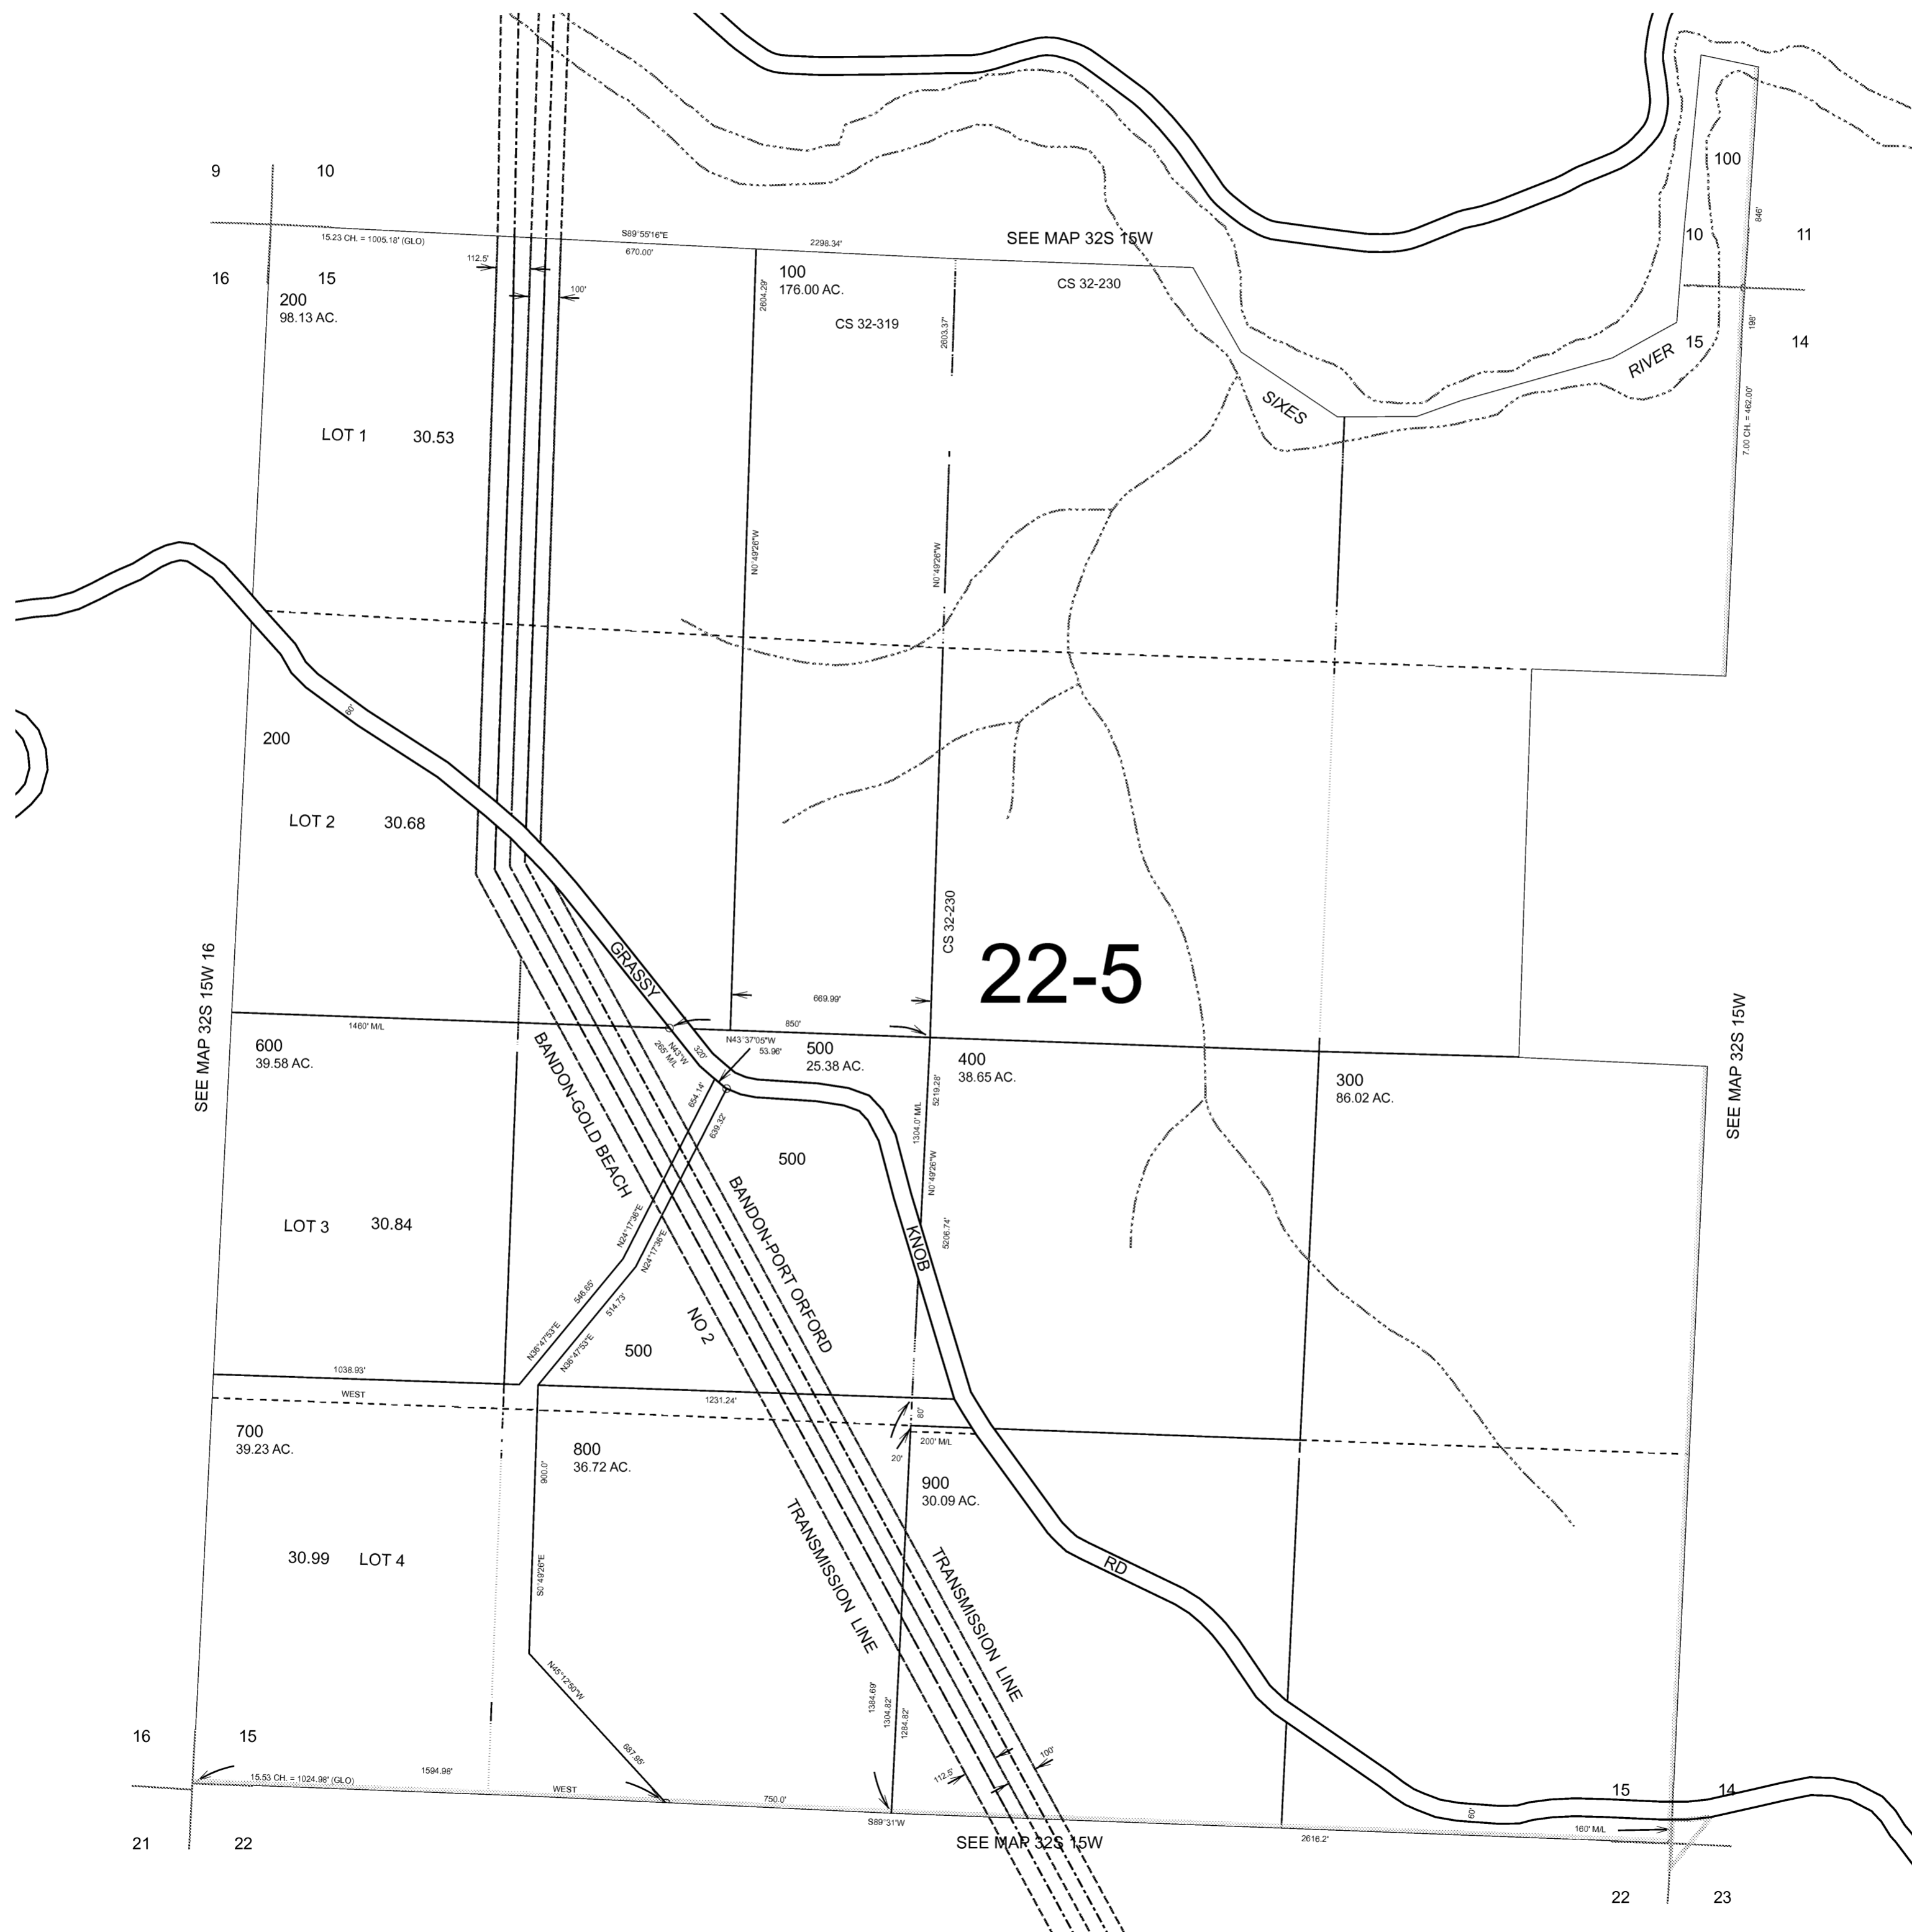 9
10
15.23 CH. = 1005.18' (GLO)
S89°55'16"E
670.00'
2298.34'
SEE MAP 32S 15W
100
846'
10
11
16
15
112.5'
100'
200
98.13 AC.
2604.29'
100
176.00 AC.
CS 32-319
2603.37'
CS 32-230
198'
15
14
RIVER
SIXES
7.00 CH. = 462.00'
LOT 1
30.53
N0°49'26"W
N0°49'26"W
60'
200
LOT 2
30.68
CS 32-230
22-5
GRASSY
SEE MAP 32S 15W 16
SEE MAP 32S 15W
669.99'
1460' M/L
850'
600
39.58 AC.
N43°W
265' M/L
320'
N43°37'05"W
53.96'
500
25.38 AC.
400
38.65 AC.
300
86.02 AC.
5219.28'
1304.0' M/L
N0°49'26"W
5206.74'
654.14'
639.32'
500
BANDON-GOLD BEACH
BANDON-PORT ORFORD
KNOB
LOT 3
30.84
N24°17'36"E
N24°17'36"E
546.65'
514.73'
NO 2
N36°47'53"E
N36°47'53"E
500
1038.93'
WEST
1231.24'
80'
200' M/L
20'
700
39.23 AC.
800
36.72 AC.
900.0'
900
30.09 AC.
TRANSMISSION LINE
TRANSMISSION LINE
RD
30.99
LOT 4
S0°49'26"E
N45°12'50"W
687.95'
1384.69'
1304.82'
1284.82'
16
15
15.53 CH. = 1024.98' (GLO)
1594.98'
WEST
750.0'
S89°31'W
112.5'
100'
SEE MAP 32S 15W
2616.2'
60'
160' M/L
15
14
21
22
22
23